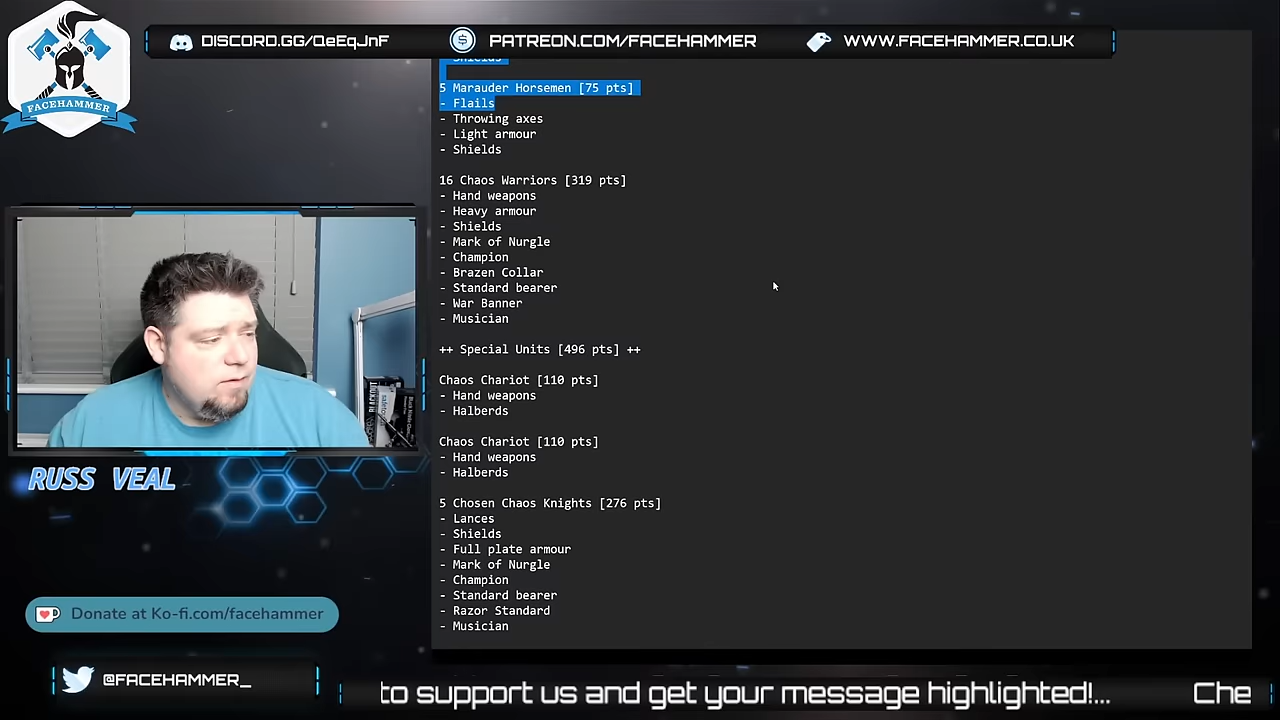 DISCORD.GG/QeEqJnF
PATREON.COM/FACEHAMMER
WWW.FACEHAMMER.CO.UK
FACEHAMMER
- Shields
5 Marauder Horsemen [75 pts]
- Flails
- Throwing axes
- Light armour
- Shields
16 Chaos Warriors [319 pts]
- Hand weapons
- Heavy armour
- Shields
- Mark of Nurgle
- Champion
- Brazen Collar
- Standard bearer
- War Banner
- Musician
++ Special Units [496 pts] ++
Chaos Chariot [110 pts]
- Hand weapons
- Halberds
Chaos Chariot [110 pts]
- Hand weapons
- Halberds
5 Chosen Chaos Knights [276 pts]
- Lances
- Shields
- Full plate armour
- Mark of Nurgle
- Champion
- Standard bearer
- Razor Standard
- Musician
RUSS VEAL
Donate at Ko-fi.com/facehammer
@FACEHAMMER_
to support us and get your message highlighted!... Che